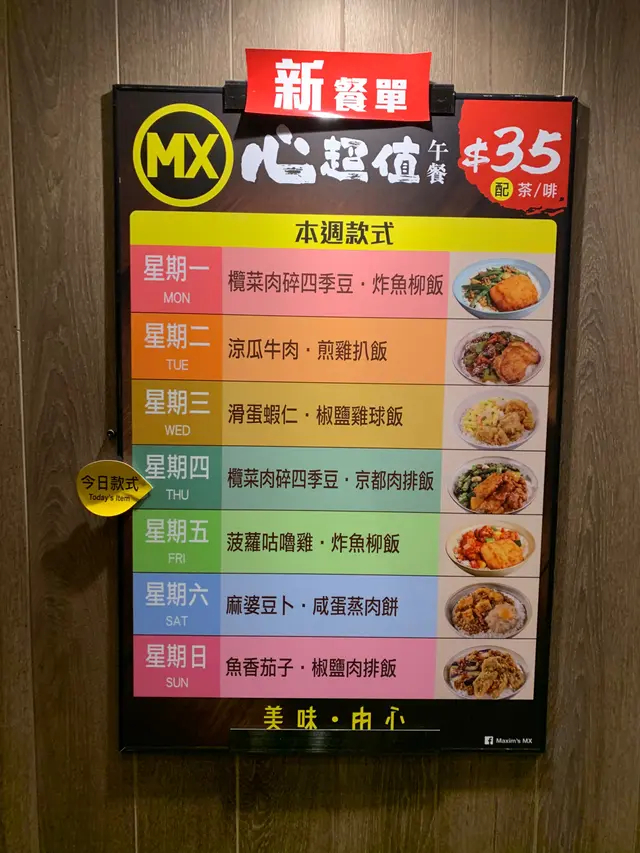 新餐單
MX
心超值午餐
$35
配 茶/啡
本週款式
星期一
MON
欖菜肉碎四季豆·炸魚柳飯
星期二
TUE
涼瓜牛肉·煎雞扒飯
星期三
WED
滑蛋蝦仁·椒鹽雞球飯
今日款式
Today's item
星期四
THU
欖菜肉碎四季豆·京都肉排飯
星期五
FRI
菠蘿咕嚕雞·炸魚柳飯
星期六
SAT
麻婆豆卜·咸蛋蒸肉餅
星期日
SUN
魚香茄子·椒鹽肉排飯
美味·由心
Maxim's MX